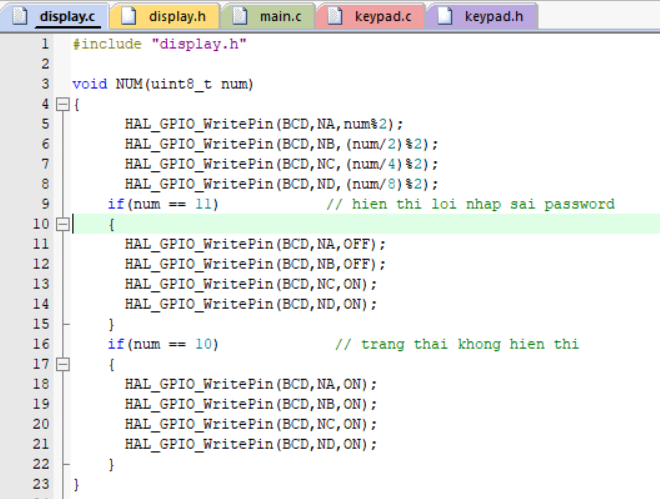 display.c display.h main.c keypad.c keypad.h
1 #include "display.h"
2
3 void NUM(uint8_t num)
4 {
5 HAL_GPIO_WritePin(BCD,NA,num%2);
6 HAL_GPIO_WritePin(BCD,NB,(num/2)%2);
7 HAL_GPIO_WritePin(BCD,NC,(num/4)%2);
8 HAL_GPIO_WritePin(BCD,ND,(num/8)%2);
9 if(num == 11) // hien thi loi nhap sai password
10 {
11 HAL_GPIO_WritePin(BCD,NA,OFF);
12 HAL_GPIO_WritePin(BCD,NB,OFF);
13 HAL_GPIO_WritePin(BCD,NC,ON);
14 HAL_GPIO_WritePin(BCD,ND,ON);
15 }
16 if(num == 10) // trang thai khong hien thi
17 {
18 HAL_GPIO_WritePin(BCD,NA,ON);
19 HAL_GPIO_WritePin(BCD,NB,ON);
20 HAL_GPIO_WritePin(BCD,NC,ON);
21 HAL_GPIO_WritePin(BCD,ND,ON);
22 }
23 }